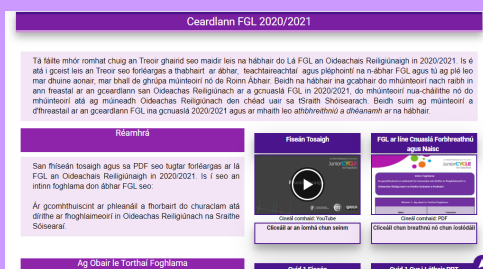 Ceardlann FGL 2020/2021
Tá fáilte mhór romhat chuig an Treoir ghairid seo maidir leis na hábhair do Lá FGL an Oideachais Reiligiúnaigh in 2020/2021. Is é
atá i gceist leis an Treoir seo forléargas a thabhairt ar ábhar, teachtaireachtaí agus pléphointí na n-ábhar FGL agus tú ag plé leo
mar dhuine aonair, mar bhall de ghrúpa múinteoirí nó de Roinn Ábhair. Beidh na hábhair ina gcabhair do mhúinteoirí nach raibh in
ann freastal ar an gceardlann san Oideachas Reiligiúnach ar a gcnuaslá FGL in 2020/2021, do mhúinteoirí nua-cháilithe nó do
mhúinteoirí atá ag múineadh Oideachais Reiligiúnach den chéad uair sa tSraith Shóisearach. Beidh suim ag múinteoirí a
d'fhreastail ar an gceardlann FGL ina gcnuaslá 2020/2021 agus ar mhaith leo athbhreithniú a dhéanamh ar na hábhair.
Réamhrá
San fhíseán tosaigh agus sa PDF seo tugtar forléargas ar lá
FGL an Oideachais Reiligiúnaigh in 2020/2021. Is í seo an
intinn foghlama don ábhar FGL seo:
Ár gcomhthuiscint ar phleanáil a fhorbairt do churaclam atá
dírithe ar fhoghlaimeoirí in Oideachas Reiligiúnach na Sraithe
Sóisearaí.
Ag Obair le Torthaí Foghlama
Físeán Tosaigh
Junior CYCLE
Cineál comhaid: YouTube
Cliceáil ar an íomhá chun seinm
FGL ar líne Cnuaslá Forbhreathnú
agus Naisc
Junior CYCLE
Cineál comhaid: PDF
Cliceáil chun breathnú nó chun íoslódáil